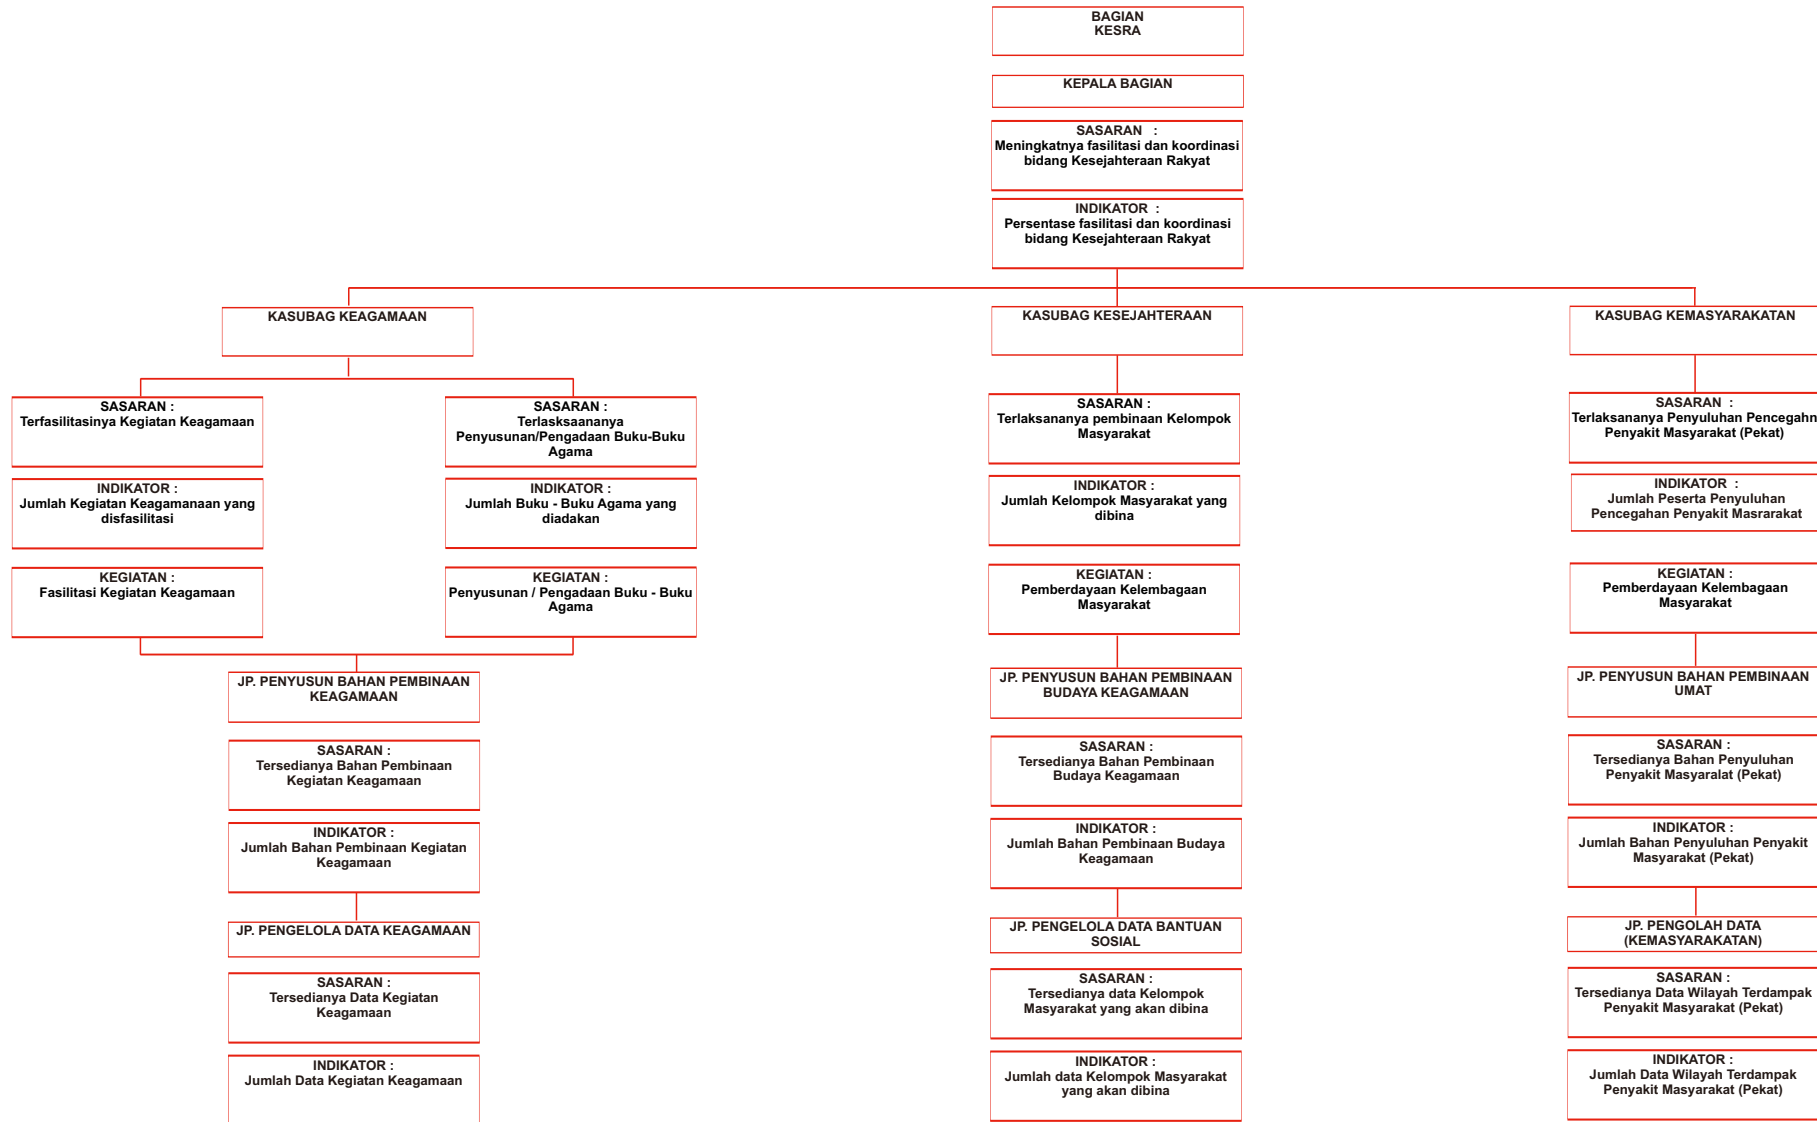 BAGIAN
KESRA
KEPALA BAGIAN
SASARAN :
Meningkatnya fasilitasi dan koordinasi
bidang Kesejahteraan Rakyat
INDIKATOR :
Persentase fasilitasi dan koordinasi
bidang Kesejahteraan Rakyat
KASUBAG KEAGAMAAN
SASARAN :
Terfasilitasinya Kegiatan Keagamaan
INDIKATOR :
Jumlah Kegiatan Keagamanaan yang
disfasilitasi
KEGIATAN :
Fasilitasi Kegiatan Keagamaan
SASARAN :
Terlasksaananya
Penyusunan/Pengadaan Buku-Buku
Agama
INDIKATOR :
Jumlah Buku - Buku Agama yang
diadakan
KEGIATAN :
Penyusunan / Pengadaan Buku - Buku
Agama
JP. PENYUSUN BAHAN PEMBINAAN
KEAGAMAAN
SASARAN :
Tersedianya Bahan Pembinaan
Kegiatan Keagamaan
INDIKATOR :
Jumlah Bahan Pembinaan Kegiatan
Keagamaan
JP. PENGELOLA DATA KEAGAMAAN
SASARAN :
Tersedianya Data Kegiatan
Keagamaan
INDIKATOR :
Jumlah Data Kegiatan Keagamaan
KASUBAG KESEJAHTERAAN
SASARAN :
Terlaksananya pembinaan Kelompok
Masyarakat
INDIKATOR :
Jumlah Kelompok Masyarakat yang
dibina
KEGIATAN :
Pemberdayaan Kelembagaan
Masyarakat
JP. PENYUSUN BAHAN PEMBINAAN
BUDAYA KEAGAMAAN
SASARAN :
Tersedianya Bahan Pembinaan
Budaya Keagamaan
INDIKATOR :
Jumlah Bahan Pembinaan Budaya
Keagamaan
JP. PENGELOLA DATA BANTUAN
SOSIAL
SASARAN :
Tersedianya data Kelompok
Masyarakat yang akan dibina
INDIKATOR :
Jumlah data Kelompok Masyarakat
yang akan dibina
KASUBAG KEMASYARAKATAN
SASARAN :
Terlaksananya Penyuluhan Pencegahn
Penyakit Masyarakat (Pekat)
INDIKATOR :
Jumlah Peserta Penyuluhan
Pencegahan Penyakit Masrarakat
KEGIATAN :
Pemberdayaan Kelembagaan
Masyarakat
JP. PENYUSUN BAHAN PEMBINAAN
UMAT
SASARAN :
Tersedianya Bahan Penyuluhan
Penyakit Masyaralat (Pekat)
INDIKATOR :
Jumlah Bahan Penyuluhan Penyakit
Masyarakat (Pekat)
JP. PENGOLAH DATA
(KEMASYARAKATAN)
SASARAN :
Tersedianya Data Wilayah Terdampak
Penyakit Masyarakat (Pekat)
INDIKATOR :
Jumlah Data Wilayah Terdampak
Penyakit Masyarakat (Pekat)